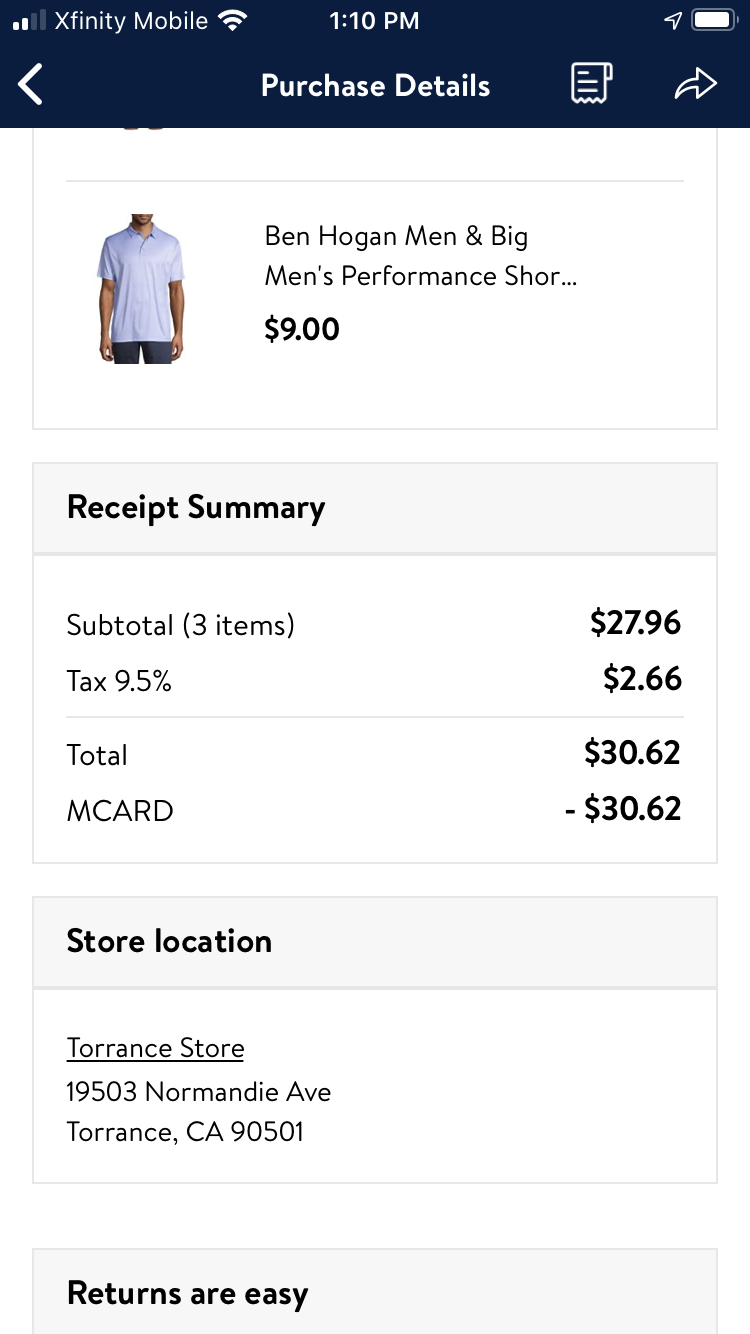 Xfinity Mobile 1:10 PM
Purchase Details
Ben Hogan Men & Big
Men's Performance Shor...
$9.00
Receipt Summary
Subtotal (3 items) $27.96
Tax 9.5% $2.66
Total $30.62
MCARD - $30.62
Store location
Torrance Store
19503 Normandie Ave
Torrance, CA 90501
Returns are easy